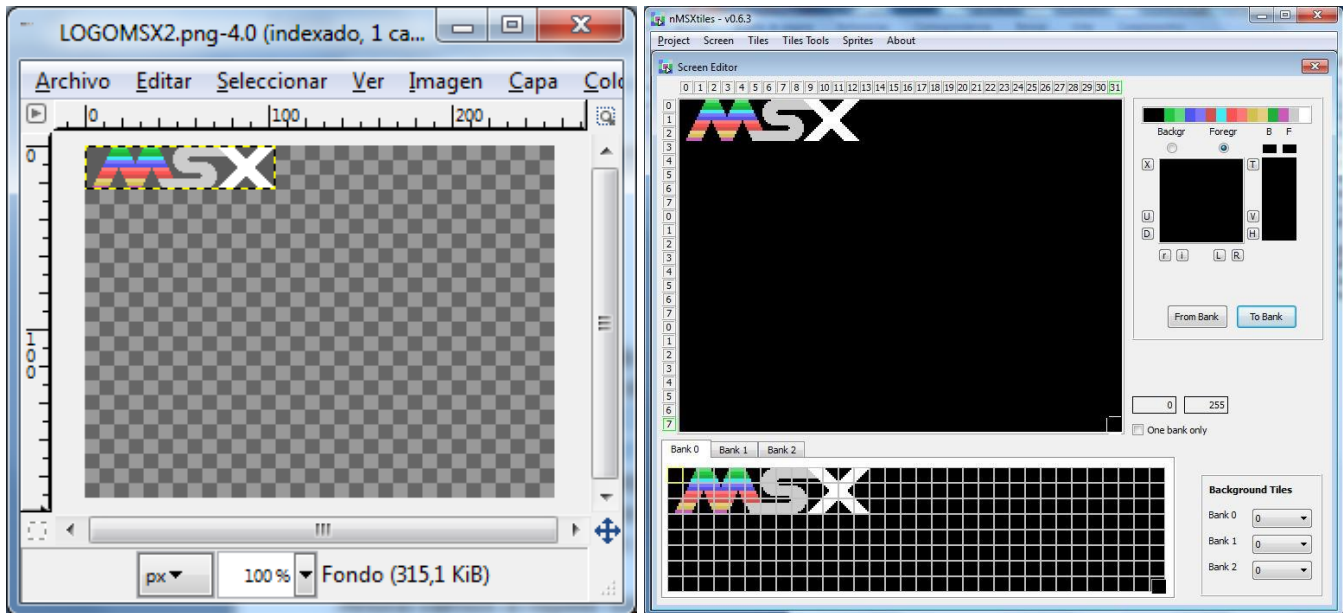 LOGOMSX2.png-4.0 (indexado, 1 ca...
Archivo Editar Seleccionar Ver Imagen Capa Colo
0 100 200
0
100
MSX
px 100 % Fondo (315,1 KiB)
nMSXtiles - v0.6.3
Project Screen Tiles Tiles Tools Sprites About
Screen Editor
0 1 2 3 4 5 6 7 8 9 10 11 12 13 14 15 16 17 18 19 20 21 22 23 24 25 26 27 28 29 30 31
0
1
2
3
4
5
6
7
0
1
2
3
4
5
6
7
0
1
2
3
4
5
6
7
MSX
Backgr Foregr B F
X T
U V
D H
r i L R
From Bank To Bank
0 255
One bank only
Bank 0 Bank 1 Bank 2
MSX
Background Tiles
Bank 0 0
Bank 1 0
Bank 2 0